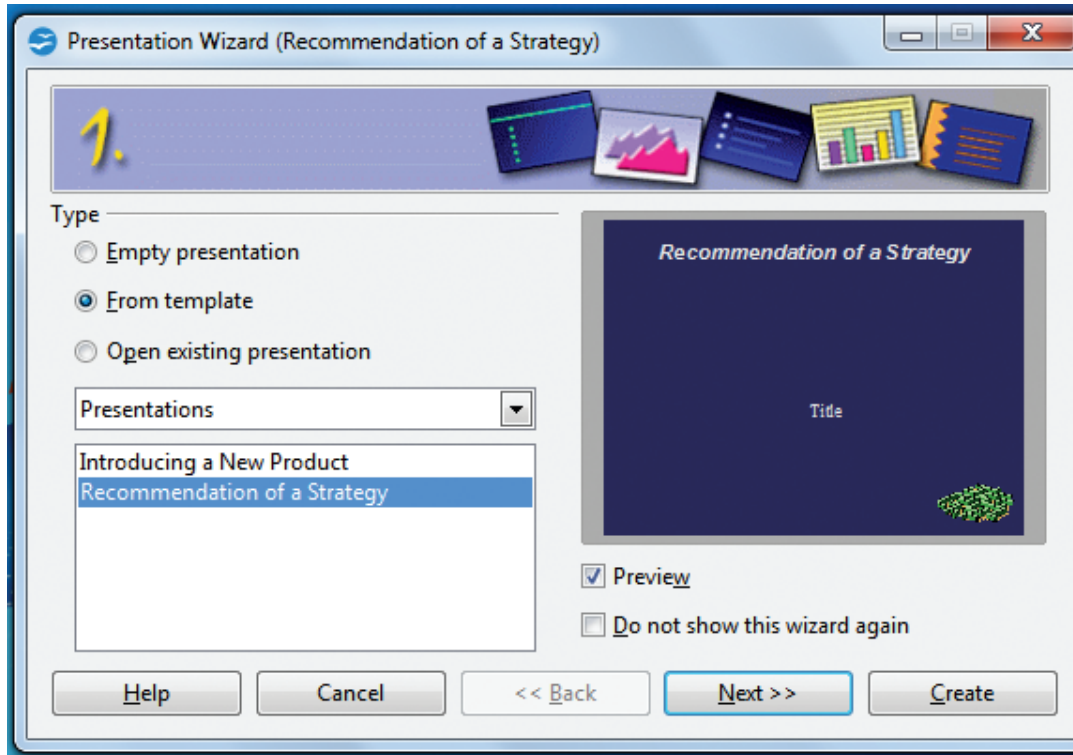 Presentation Wizard (Recommendation of a Strategy)
1.
Type
Empty presentation
From template
Open existing presentation
Presentations
Introducing a New Product
Recommendation of a Strategy
Recommendation of a Strategy
Title
Preview
Do not show this wizard again
Help
Cancel
<< Back
Next >>
Create